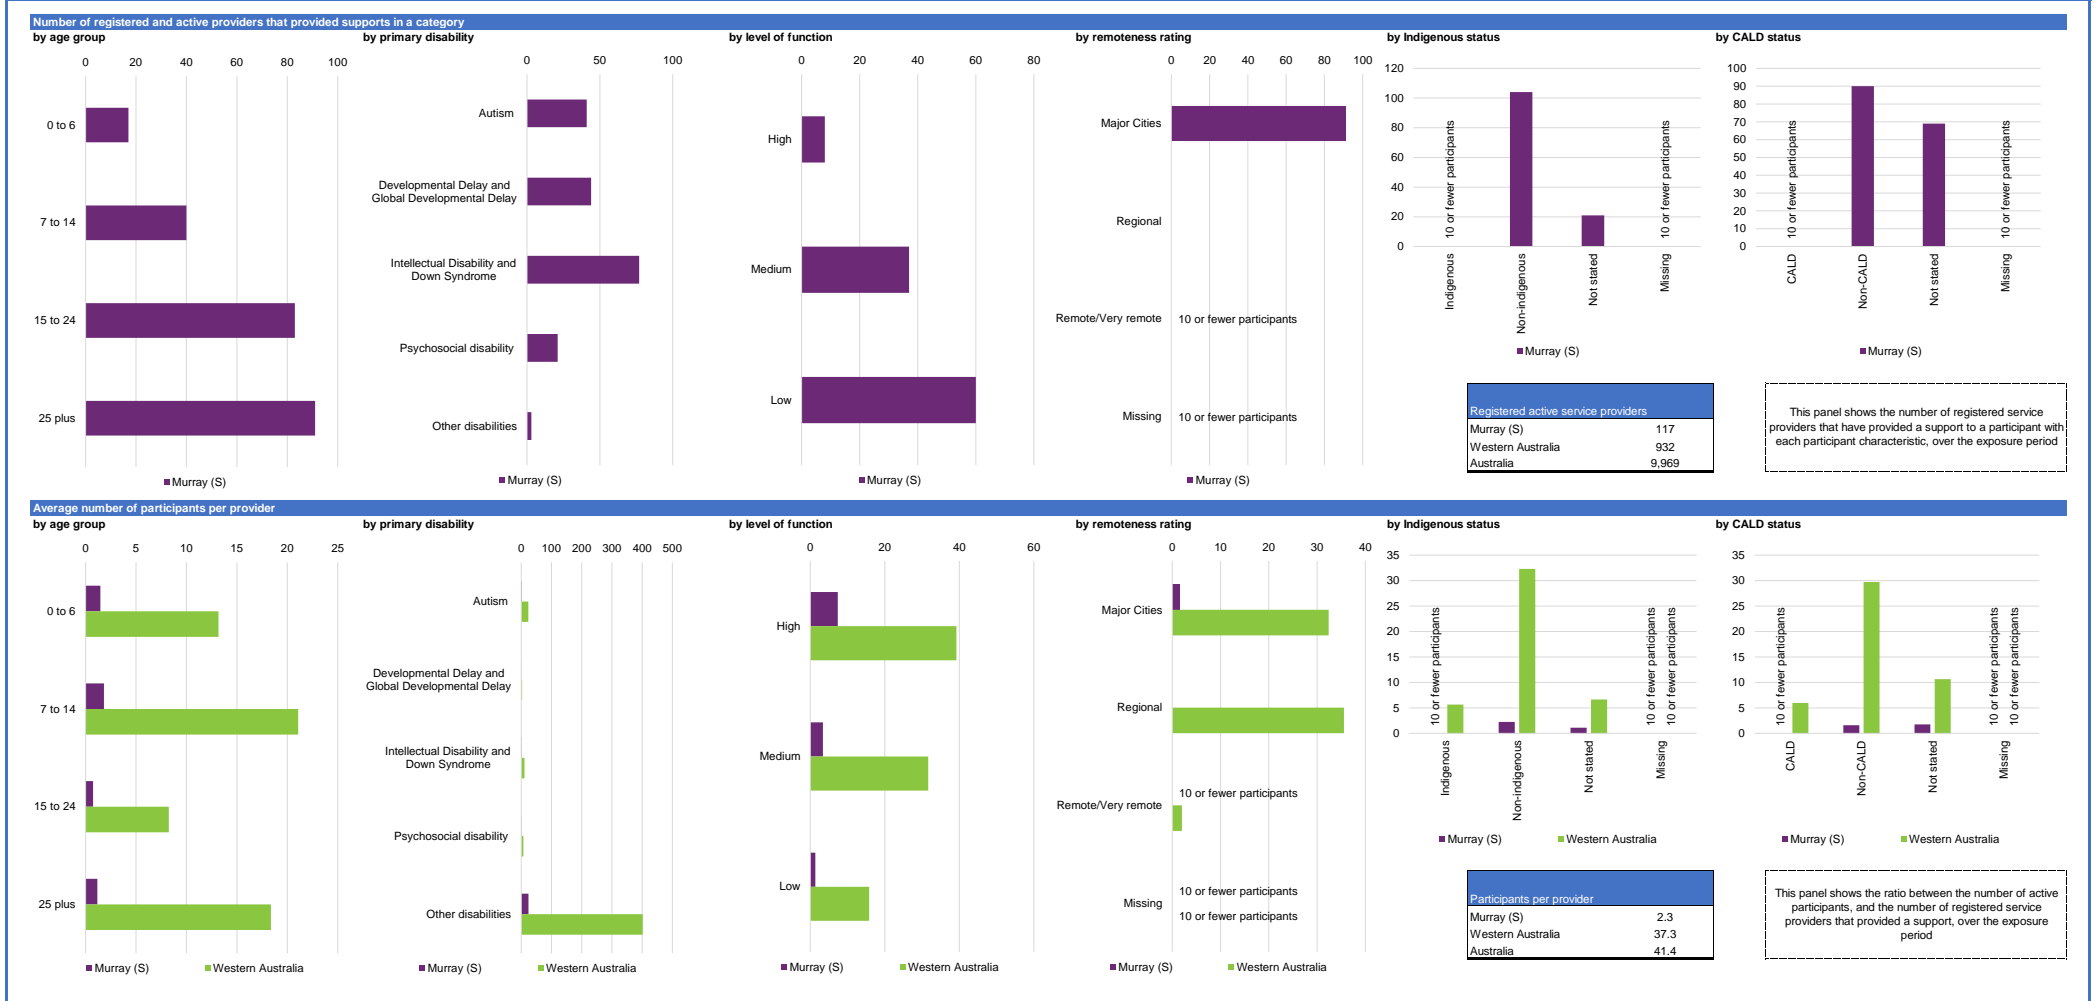 Number of registered and active providers that provided supports in a category
by age group
0 20 40 60 80 100
0 to 6
7 to 14
15 to 24
25 plus
Murray (S)
by primary disability
0 50 100
Autism
Developmental Delay and
Global Developmental Delay
Intellectual Disability and
Down Syndrome
Psychosocial disability
Other disabilities
Murray (S)
by level of function
0 20 40 60 80
High
Medium
Low
Murray (S)
by remoteness rating
0 20 40 60 80 100
Major Cities
Regional
Remote/Very remote
10 or fewer participants
Missing
10 or fewer participants
Murray (S)
by Indigenous status
120
100
80
60
40
20
0
10 or fewer participants
10 or fewer participants
Indigenous
Non-indigenous
Not stated
Missing
Murray (S)
by CALD status
100
90
80
70
60
50
40
30
20
10
0
10 or fewer participants
10 or fewer participants
CALD
Non-CALD
Not stated
Missing
Murray (S)
Registered active service providers
Murray (S) 117
Western Australia 932
Australia 9,969
This panel shows the number of registered service
providers that have provided a support to a participant with
each participant characteristic, over the exposure period
Average number of participants per provider
by age group
0 5 10 15 20 25
0 to 6
7 to 14
15 to 24
25 plus
Murray (S) Western Australia
by primary disability
0 100 200 300 400 500
Autism
Developmental Delay and
Global Developmental Delay
Intellectual Disability and
Down Syndrome
Psychosocial disability
Other disabilities
Murray (S) Western Australia
by level of function
0 20 40 60
High
Medium
Low
Murray (S) Western Australia
by remoteness rating
0 10 20 30 40
Major Cities
Regional
Remote/Very remote
10 or fewer participants
Missing
10 or fewer participants
10 or fewer participants
Murray (S) Western Australia
by Indigenous status
35
30
25
20
15
10
5
0
10 or fewer participants
10 or fewer participants
10 or fewer participants
Indigenous
Non-indigenous
Not stated
Missing
Murray (S) Western Australia
by CALD status
35
30
25
20
15
10
5
0
10 or fewer participants
10 or fewer participants
10 or fewer participants
CALD
Non-CALD
Not stated
Missing
Murray (S) Western Australia
Participants per provider
Murray (S) 2.3
Western Australia 37.3
Australia 41.4
This panel shows the ratio between the number of active
participants, and the number of registered service
providers that provided a support, over the exposure
period